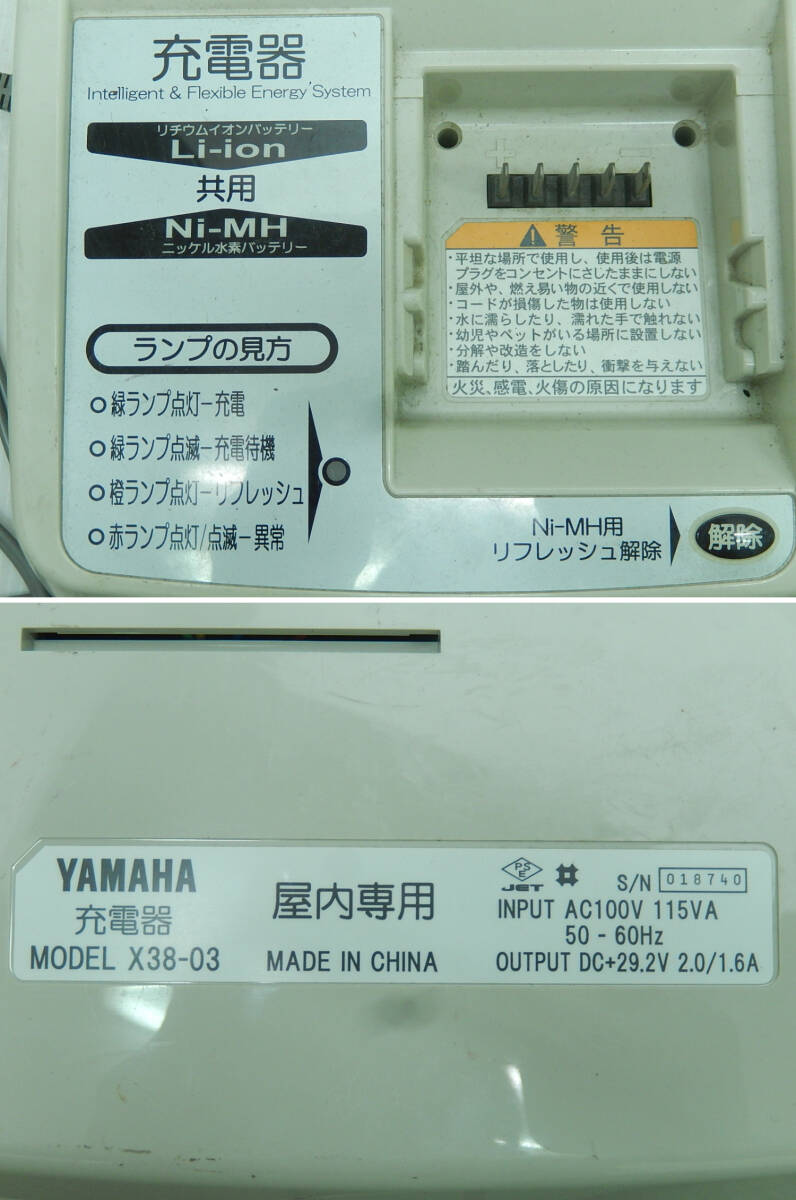 充電器
Intelligent & Flexible Energy System
リチウムイオンバッテリー
Li-ion
共用
Ni-MH
ニッケル水素バッテリー
ランプの見方
緑ランプ点灯－充電
緑ランプ点滅－充電待機
橙ランプ点灯－リフレッシュ
赤ランプ点灯/点滅－異常
+ −
警告
・平坦な場所で使用し、使用後は電源
プラグをコンセントにさしたままにしない
・屋外や、燃え易い物の近くで使用しない
・コードが損傷した物は使用しない
・水に濡らしたり、濡れた手で触れない
・幼児やペットがいる場所に設置しない
・分解や改造をしない
・踏んだり、落としたり、衝撃を与えない
火災、感電、火傷の原因になります
Ni-MH用
リフレッシュ解除
解除
YAMAHA
充電器
MODEL X38-03
屋内専用
MADE IN CHINA
PSE
JET
S/N 018740
INPUT AC100V 115VA
50 - 60Hz
OUTPUT DC+29.2V 2.0/1.6A